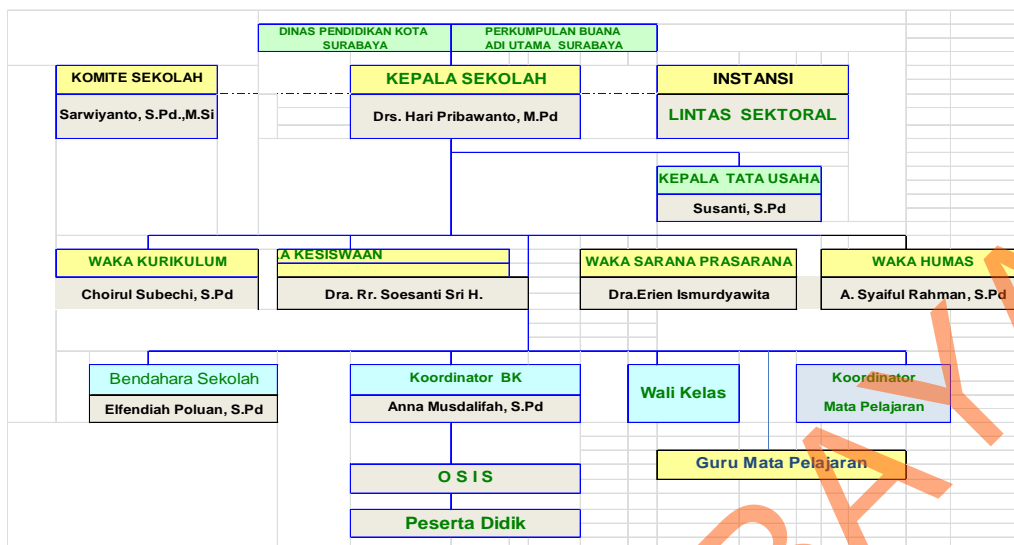 DINAS PENDIDIKAN KOTA
SURABAYA
PERKUMPULAN BUANA
ADI UTAMA SURABAYA
KOMITE SEKOLAH
Sarwiyanto, S.Pd.,M.Si
KEPALA SEKOLAH
Drs. Hari Pribawanto, M.Pd
INSTANSI
LINTAS SEKTORAL
KEPALA TATA USAHA
Susanti, S.Pd
WAKA KURIKULUM
Choirul Subechi, S.Pd
A KESISWAAN
Dra. Rr. Soesanti Sri H.
WAKA SARANA PRASARANA
Dra.Erien Ismurdyawita
WAKA HUMAS
A. Syaiful Rahman, S.Pd
Bendahara Sekolah
Elfendiah Poluan, S.Pd
Koordinator BK
Anna Musdalifah, S.Pd
Wali Kelas
Koordinator
Mata Pelajaran
Guru Mata Pelajaran
O S I S
Peserta Didik